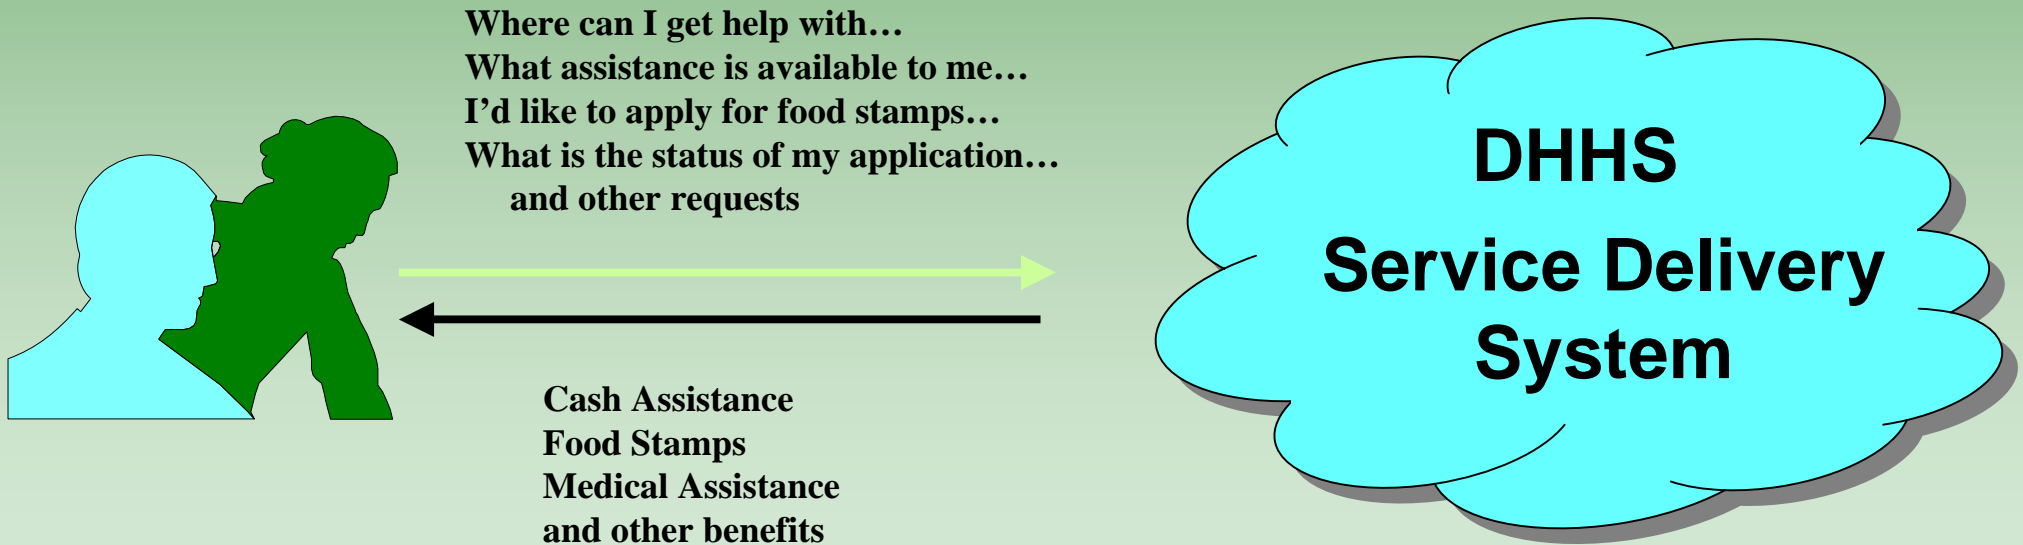 Where can I get help with…
What assistance is available to me…
I’d like to apply for food stamps…
What is the status of my application…
and other requests
DHHS
Service Delivery
System
Cash Assistance
Food Stamps
Medical Assistance
and other benefits